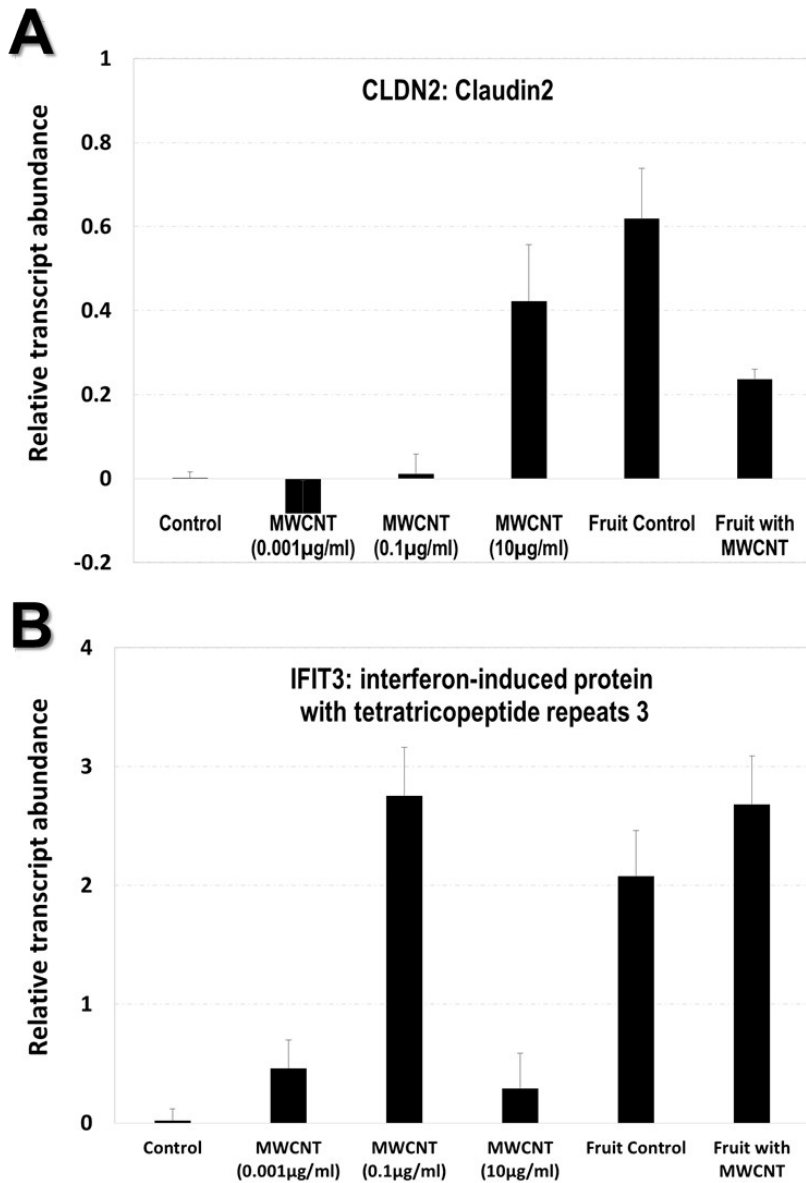 A
CLDN2: Claudin2
Relative transcript abundance
1
0.8
0.6
0.4
0.2
0
-0.2
Control
MWCNT
(0.001µg/ml)
MWCNT
(0.1µg/ml)
MWCNT
(10µg/ml)
Fruit Control
Fruit with
MWCNT
B
IFIT3: interferon-induced protein
with tetratricopeptide repeats 3
Relative transcript abundance
4
3
2
1
0
Control
MWCNT
(0.001µg/ml)
MWCNT
(0.1µg/ml)
MWCNT
(10µg/ml)
Fruit Control
Fruit with
MWCNT